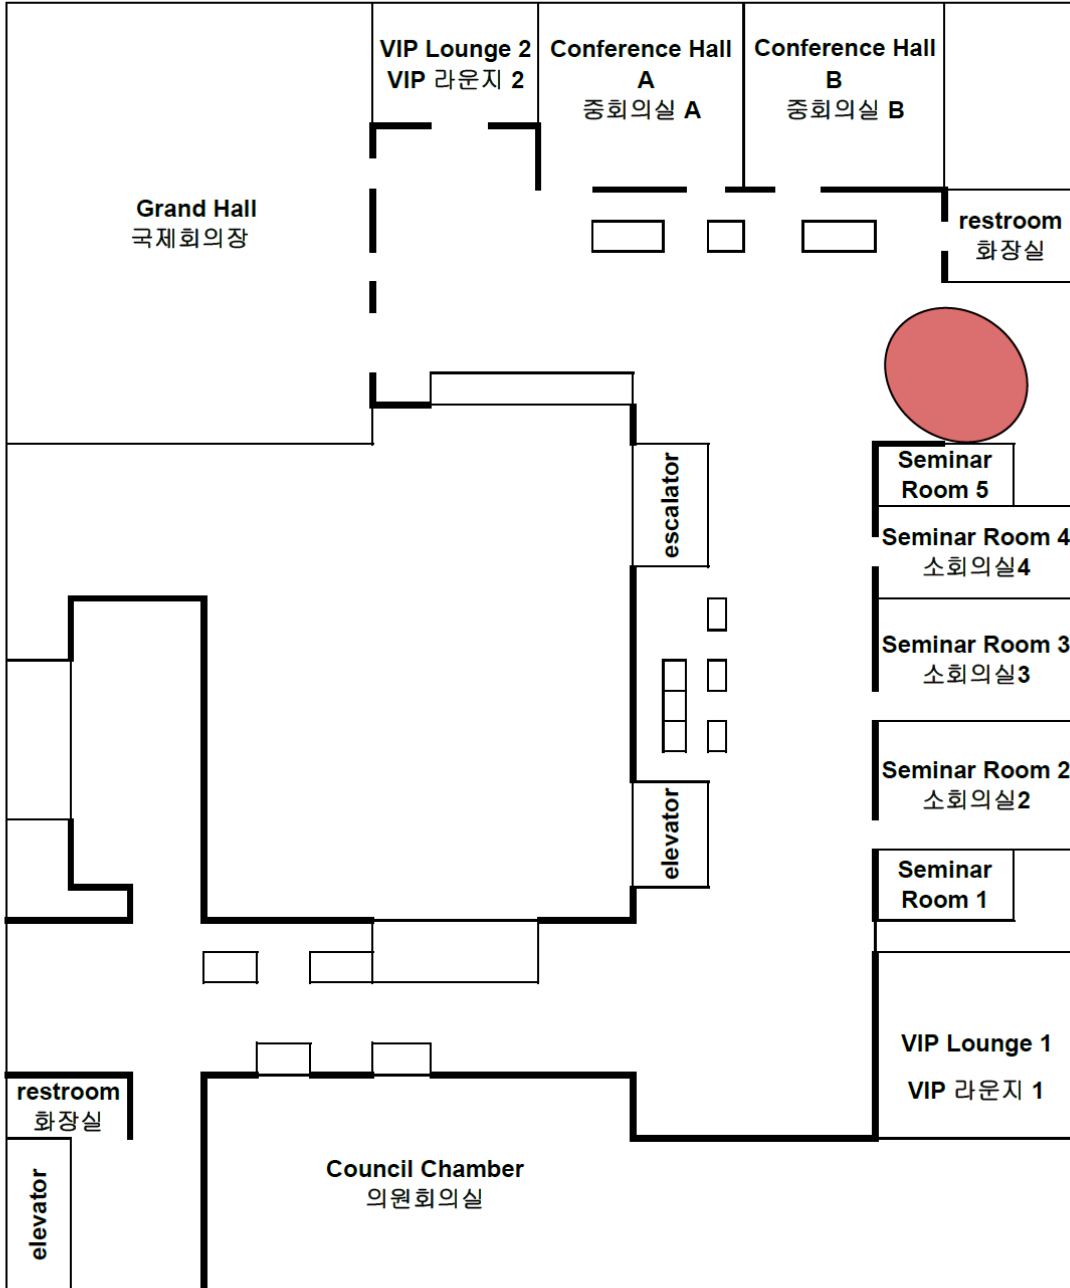 VIP Lounge 2
VIP 라운지 2
Conference Hall
A
중회의실 A
Conference Hall
B
중회의실 B
Grand Hall
국제회의장
restroom
화장실
escalator
Seminar
Room 5
Seminar Room 4
소회의실4
Seminar Room 3
소회의실3
Seminar Room 2
소회의실2
elevator
Seminar
Room 1
VIP Lounge 1
VIP 라운지 1
restroom
화장실
Council Chamber
의원회의실
elevator